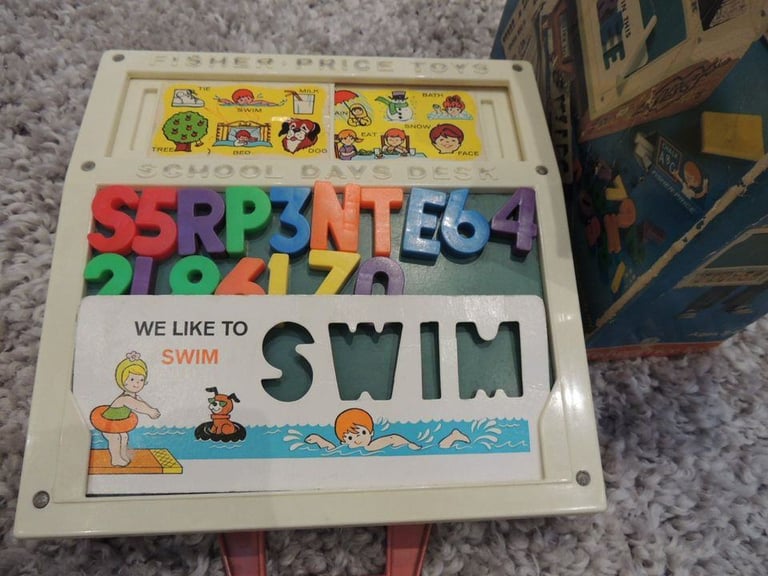 FISHER-PRICE TOYS
TIE
SWIM
MILK
TREE
BED
DOG
BATH
SNOW
EAT
FACE
SCHOOL DAYS DESK
S5RP3NTE64
WE LIKE TO SWIM
SWIM